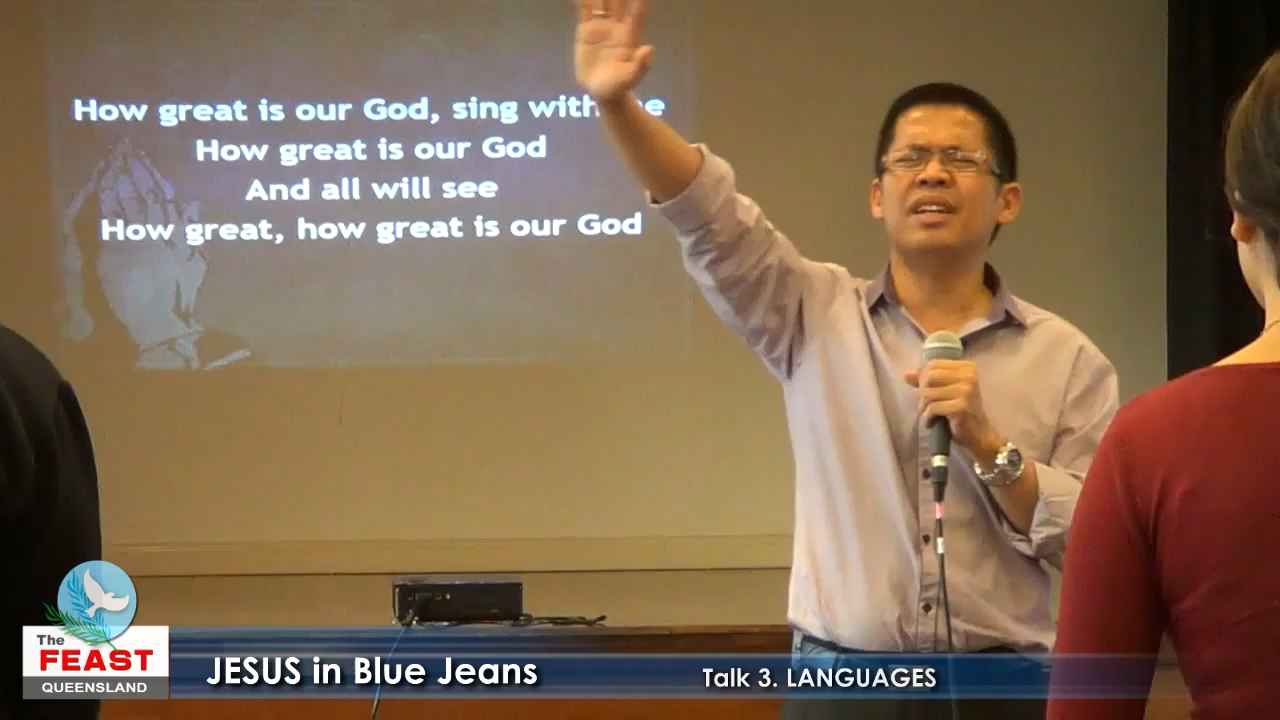 How great is our God, sing with
How great is our God
And all will see
How great, how great is our God
The
FEAST
QUEENSLAND
JESUS in Blue Jeans
Talk 3. LANGUAGES